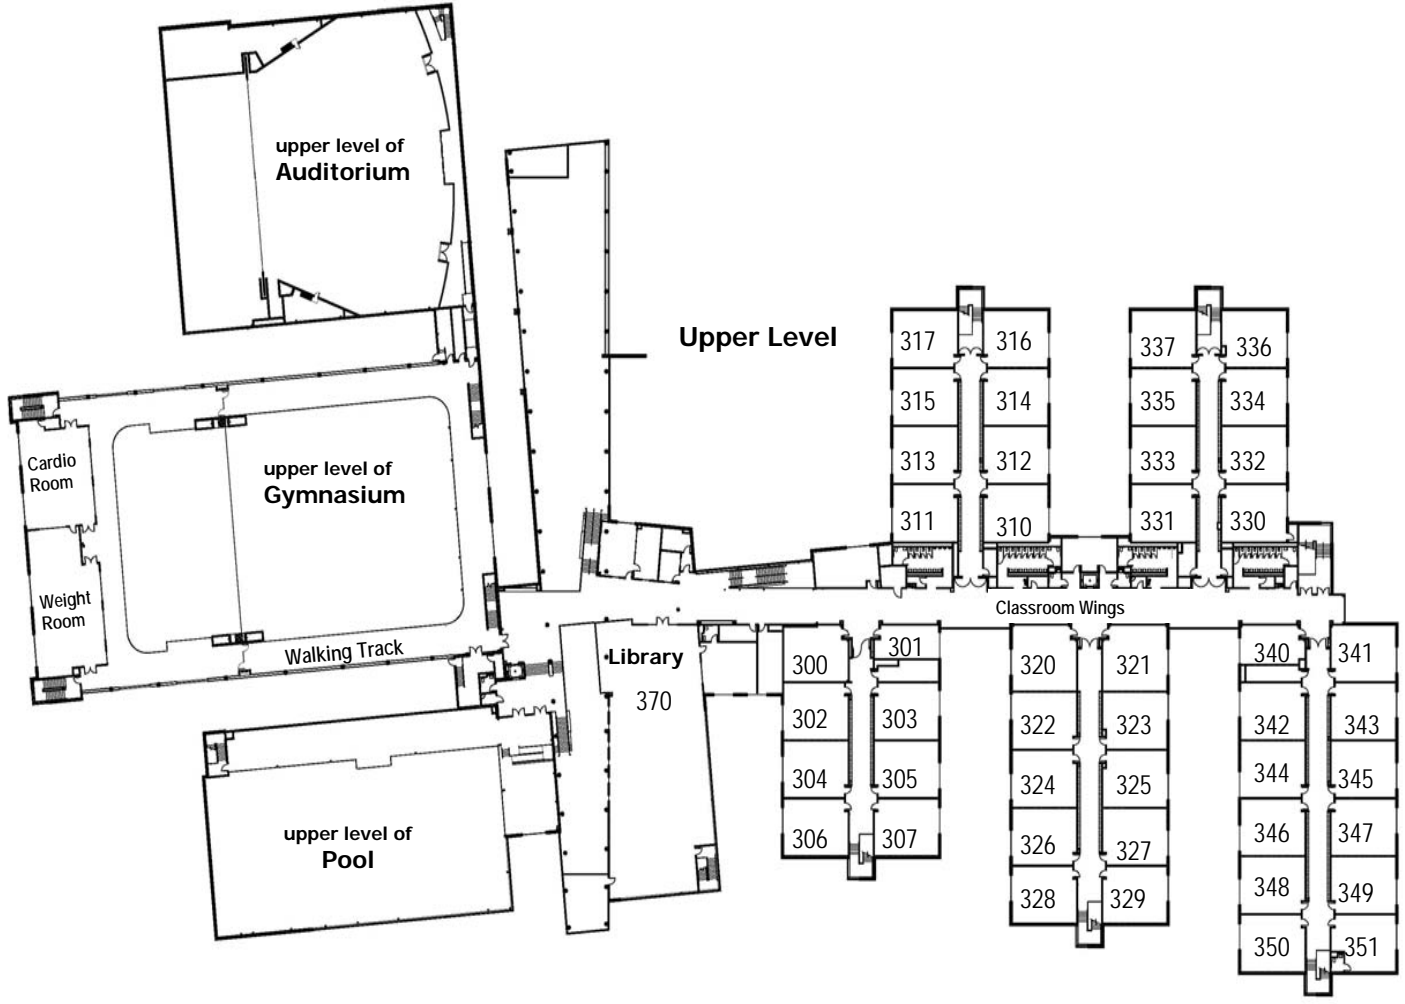 upper level of
Auditorium
Upper Level
317 316 337 336
315 314 335 334
313 312 333 332
311 310 331 330
Cardio
Room
upper level of
Gymnasium
Weight
Room
Walking Track
Classroom Wings
Library
370
300 301 320 321 340 341
302 303 322 323 342 343
304 305 324 325 344 345
306 307 326 327 346 347
328 329 348 349
350 351
upper level of
Pool